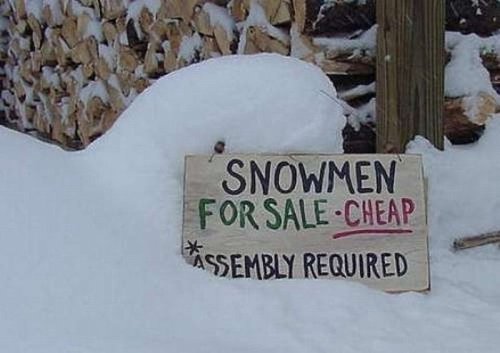 SNOWMEN
FOR SALE · CHEAP
*
ASSEMBLY REQUIRED